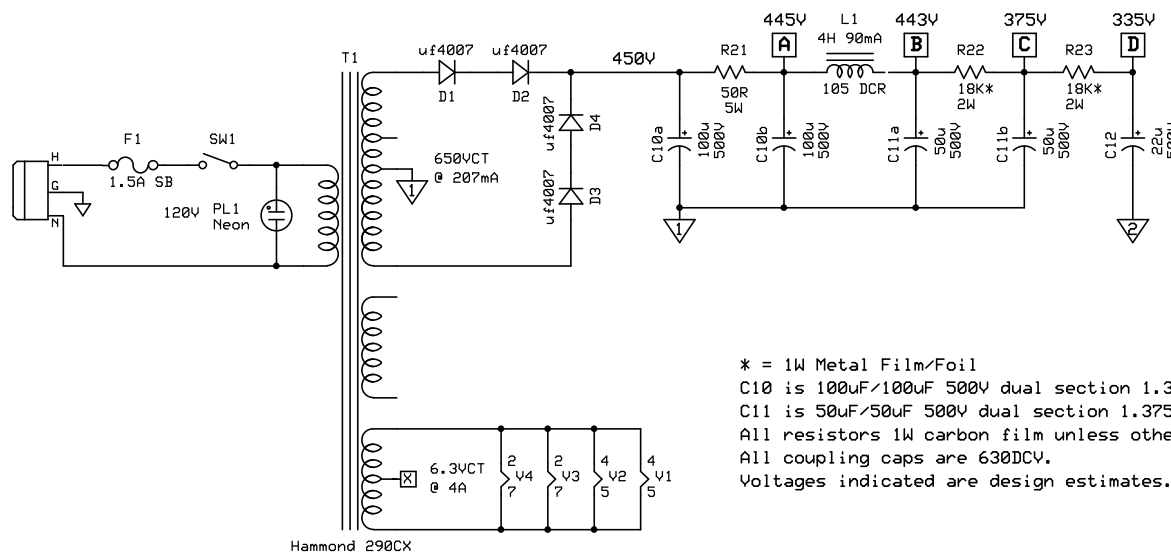 445V
L1
443V
375V
335V
uf4007
uf4007
R21
A
4H 90mA
B
R22
C
R23
D
T1
450V
D1
D2
50R
5W
105 DCR
18K*
2W
18K*
2W
uf4007
D4
F1
SW1
C10a
100u
500V
C10b
100u
500V
C11a
50u
500V
C11b
50u
500V
C12
22u
H
650VCT
@ 207mA
1
1.5A SB
G
uf4007
D3
120V
PL1
Neon
N
1
2
* = 1W Metal Film/Foil
C10 is 100uF/100uF 500V dual section 1.3
C11 is 50uF/50uF 500V dual section 1.375
All resistors 1W carbon film unless othe
All coupling caps are 630DCV.
Voltages indicated are design estimates.
X
6.3VCT
@ 4A
2
V4
7
2
V3
7
4
V2
5
4
V1
5
Hammond 290CX